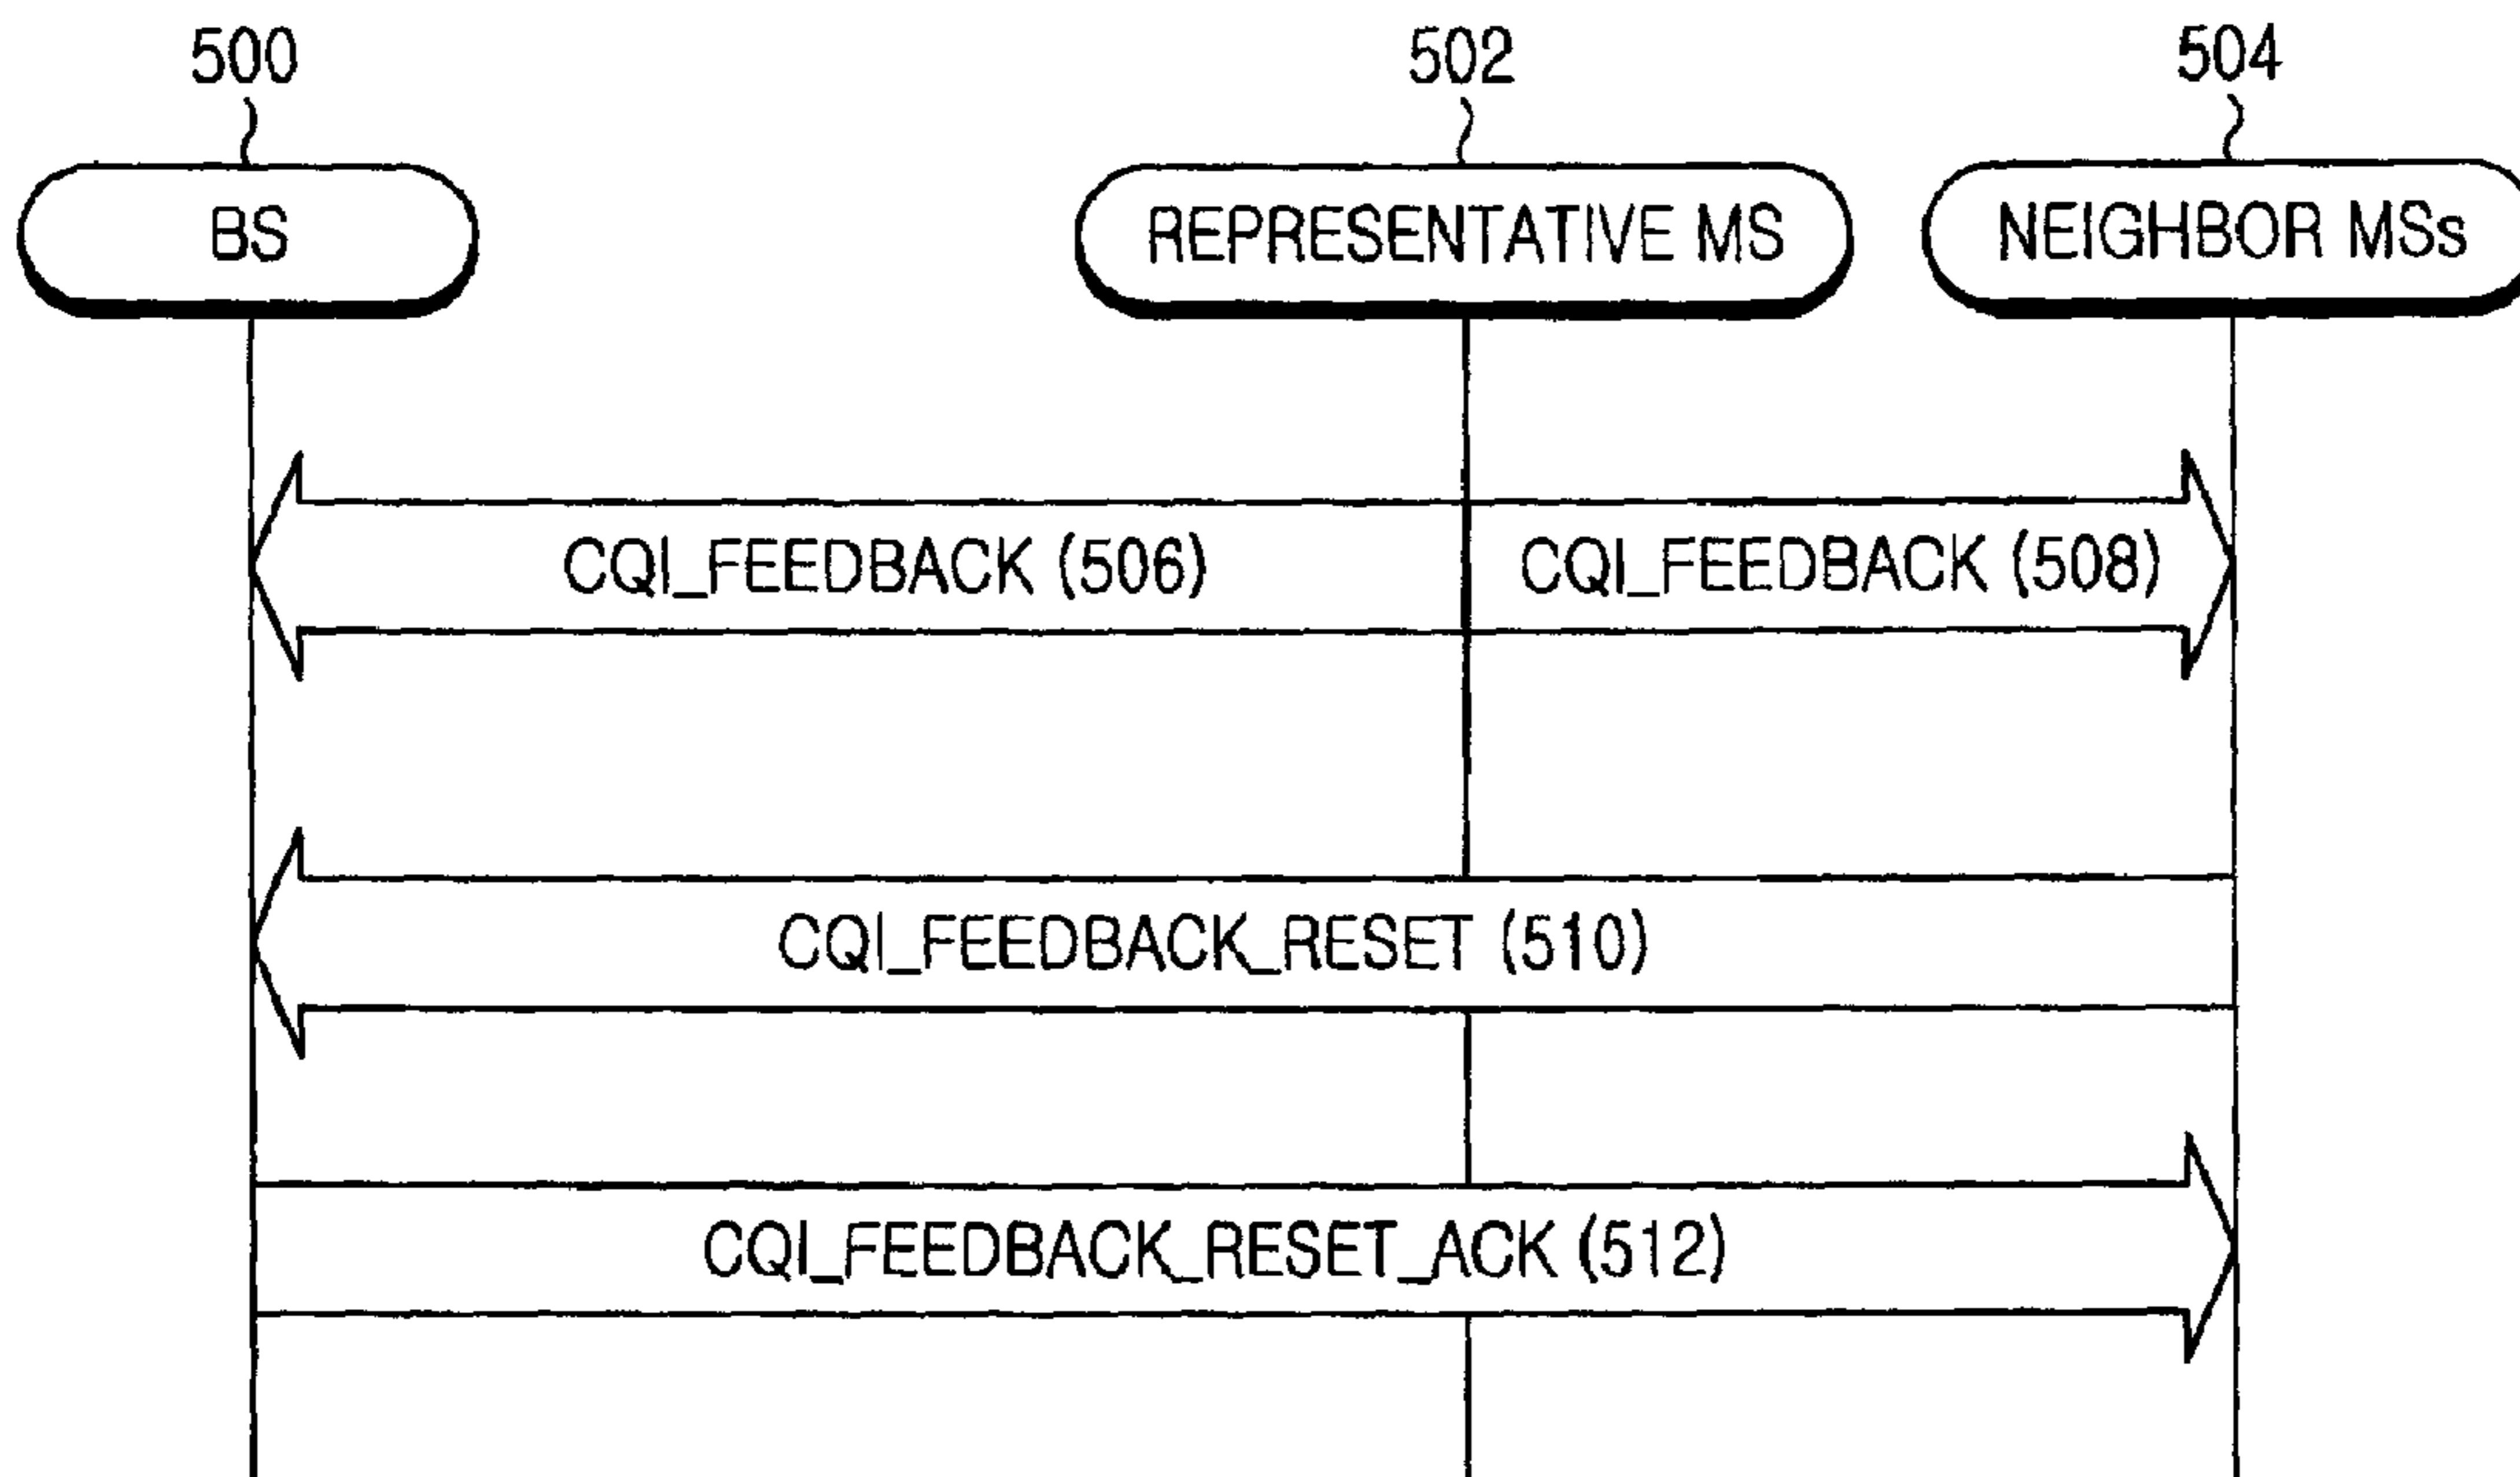 500
502
504
BS
REPRESENTATIVE MS
NEIGHBOR MSs
CQI_FEEDBACK (506)
CQI_FEEDBACK (508)
CQI_FEEDBACK_RESET (510)
CQI_FEEDBACK_RESET_ACK (512)